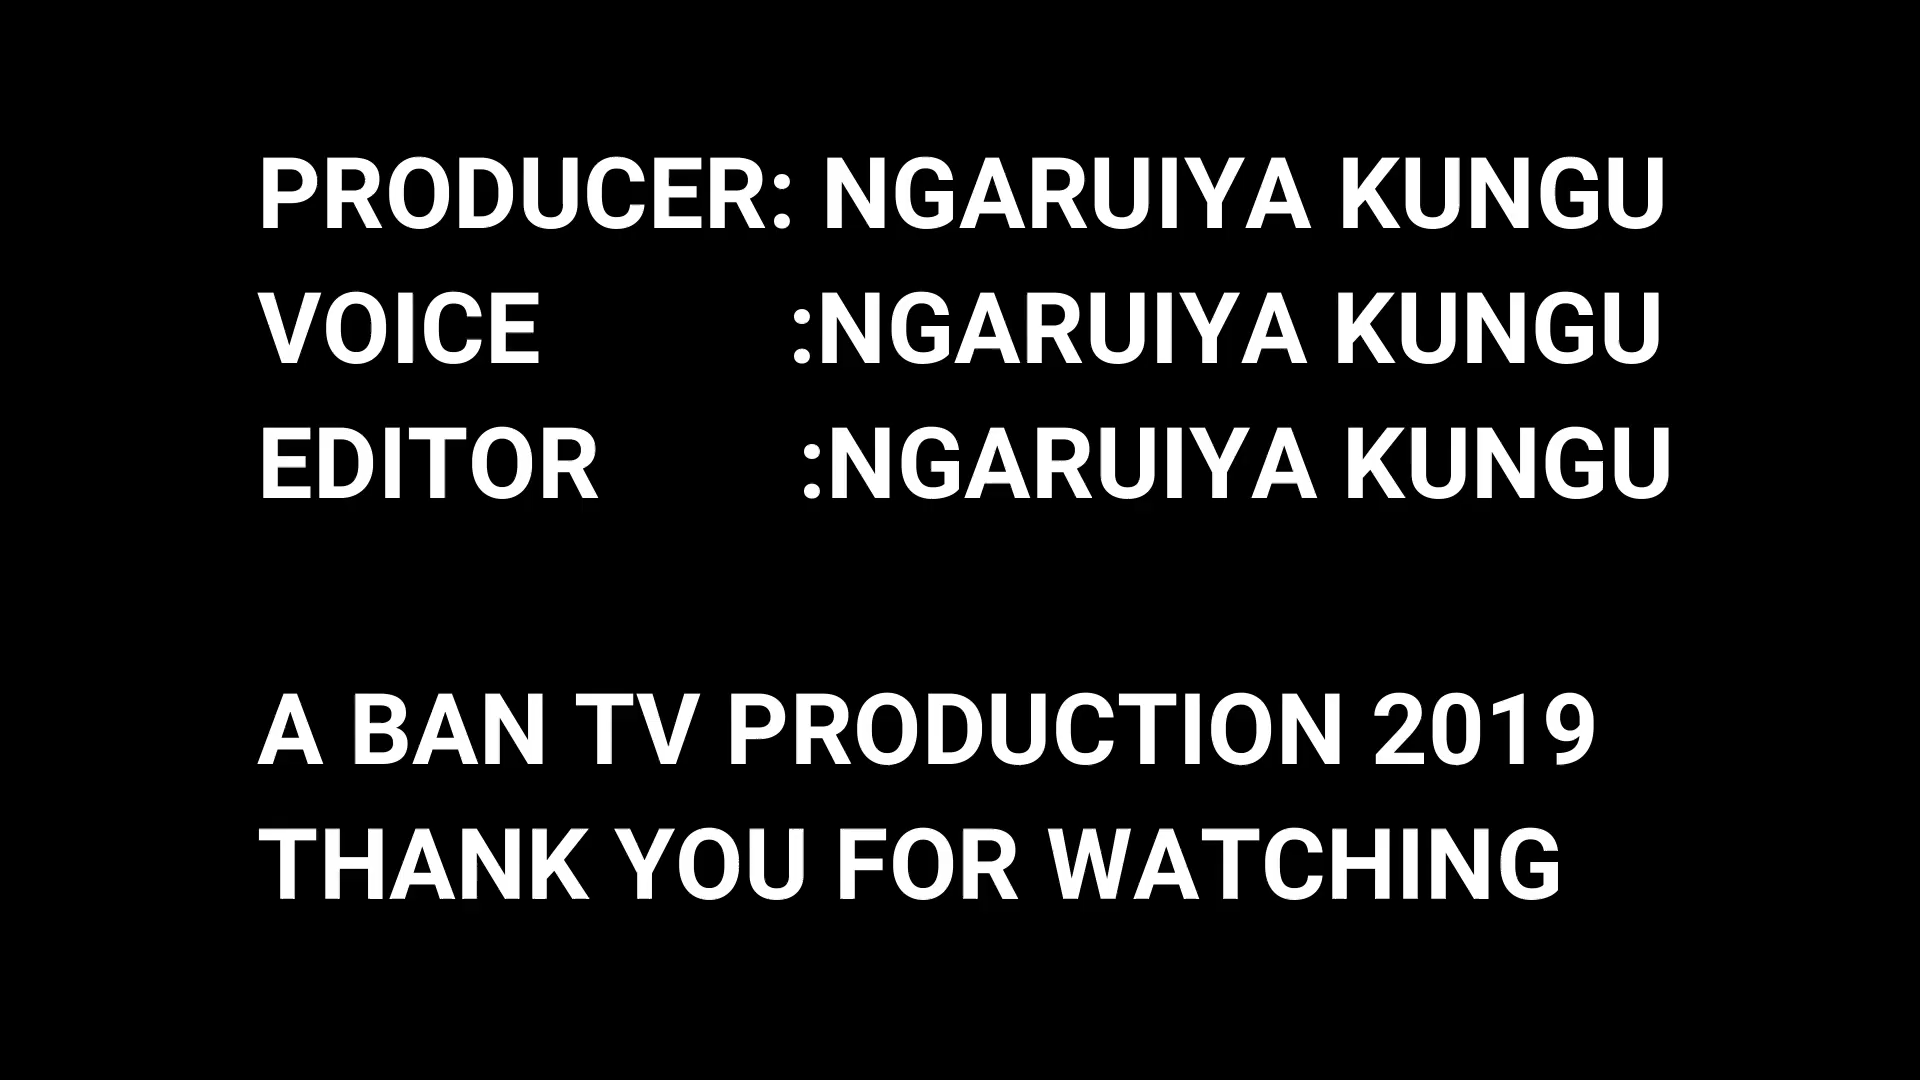 PRODUCER: NGARUIYA KUNGU
VOICE :NGARUIYA KUNGU
EDITOR :NGARUIYA KUNGU
A BAN TV PRODUCTION 2019
THANK YOU FOR WATCHING